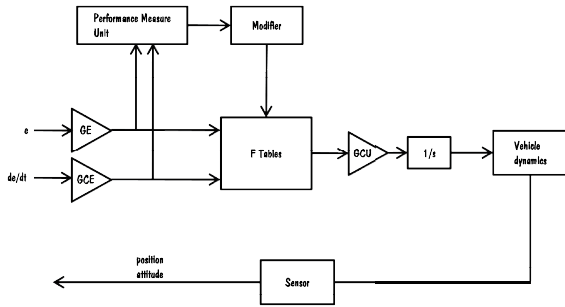 Performance Measure
Unit
Modifier
e
GE
F Tables
GCU
1/s
Vehicle
dynamics
de/dt
GCE
position
attitude
Sensor